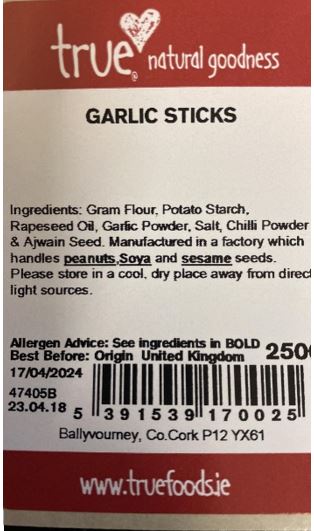 true natural goodness
GARLIC STICKS
Ingredients: Gram Flour, Potato Starch,
Rapeseed Oil, Garlic Powder, Salt, Chilli Powder
& Ajwain Seed. Manufactured in a factory which
handles peanuts,Soya and sesame seeds.
Please store in a cool, dry place away from direct
light sources.
Allergen Advice: See ingredients in BOLD
Best Before: Origin United Kingdom 250
17/04/2024
47405B
23.04.18
5 391539 170025
Ballyvourney, Co.Cork P12 YX61
www.truefoods.ie